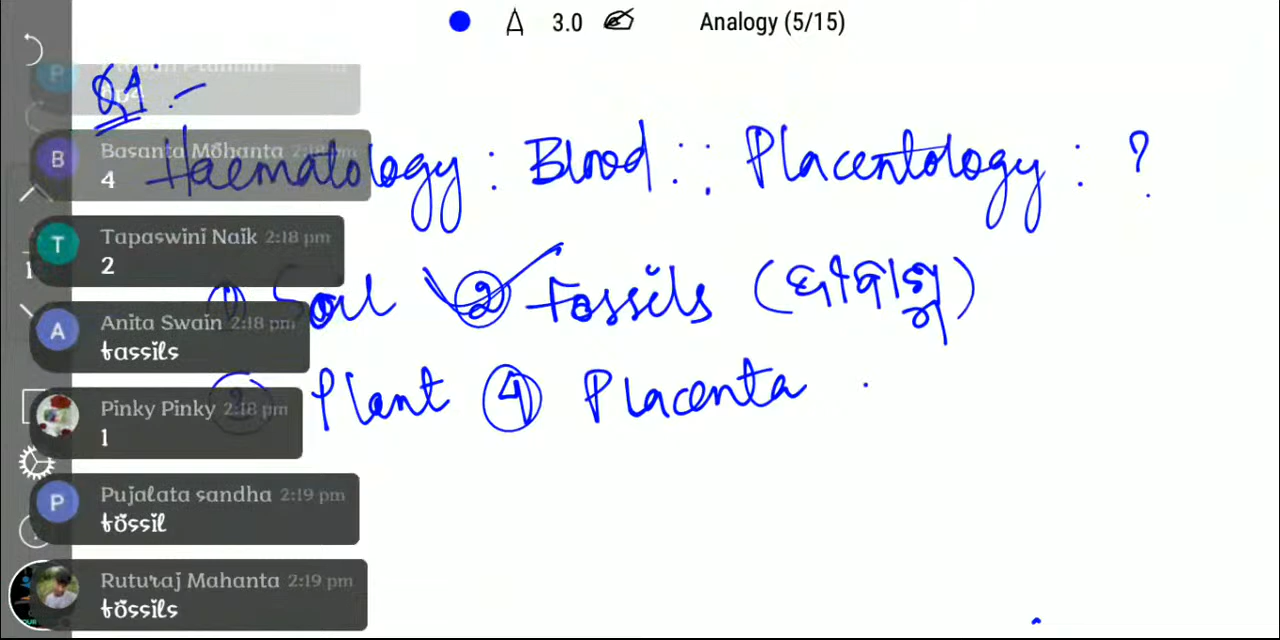 3.0 Analogy (5/15)
Q1 :-
Haematology : Blood :: Placentology : ?
① Soil ② Fossils (ଜୀବାଶ୍ମ)
Plant ④ Placenta
Basanta Mohanta 2:18 pm
4
Tapaswini Naik 2:18 pm
2
Anita Swain 2:18 pm
fassils
Pinky Pinky 2:18 pm
1
Pujalata sandha 2:19 pm
fossil
Ruturaj Mahanta 2:19 pm
fossils